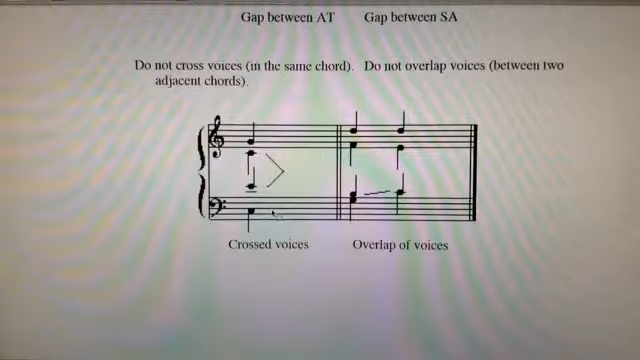 Gap between AT Gap between SA
Do not cross voices (in the same chord). Do not overlap voices (between two
adjacent chords).
Crossed voices Overlap of voices